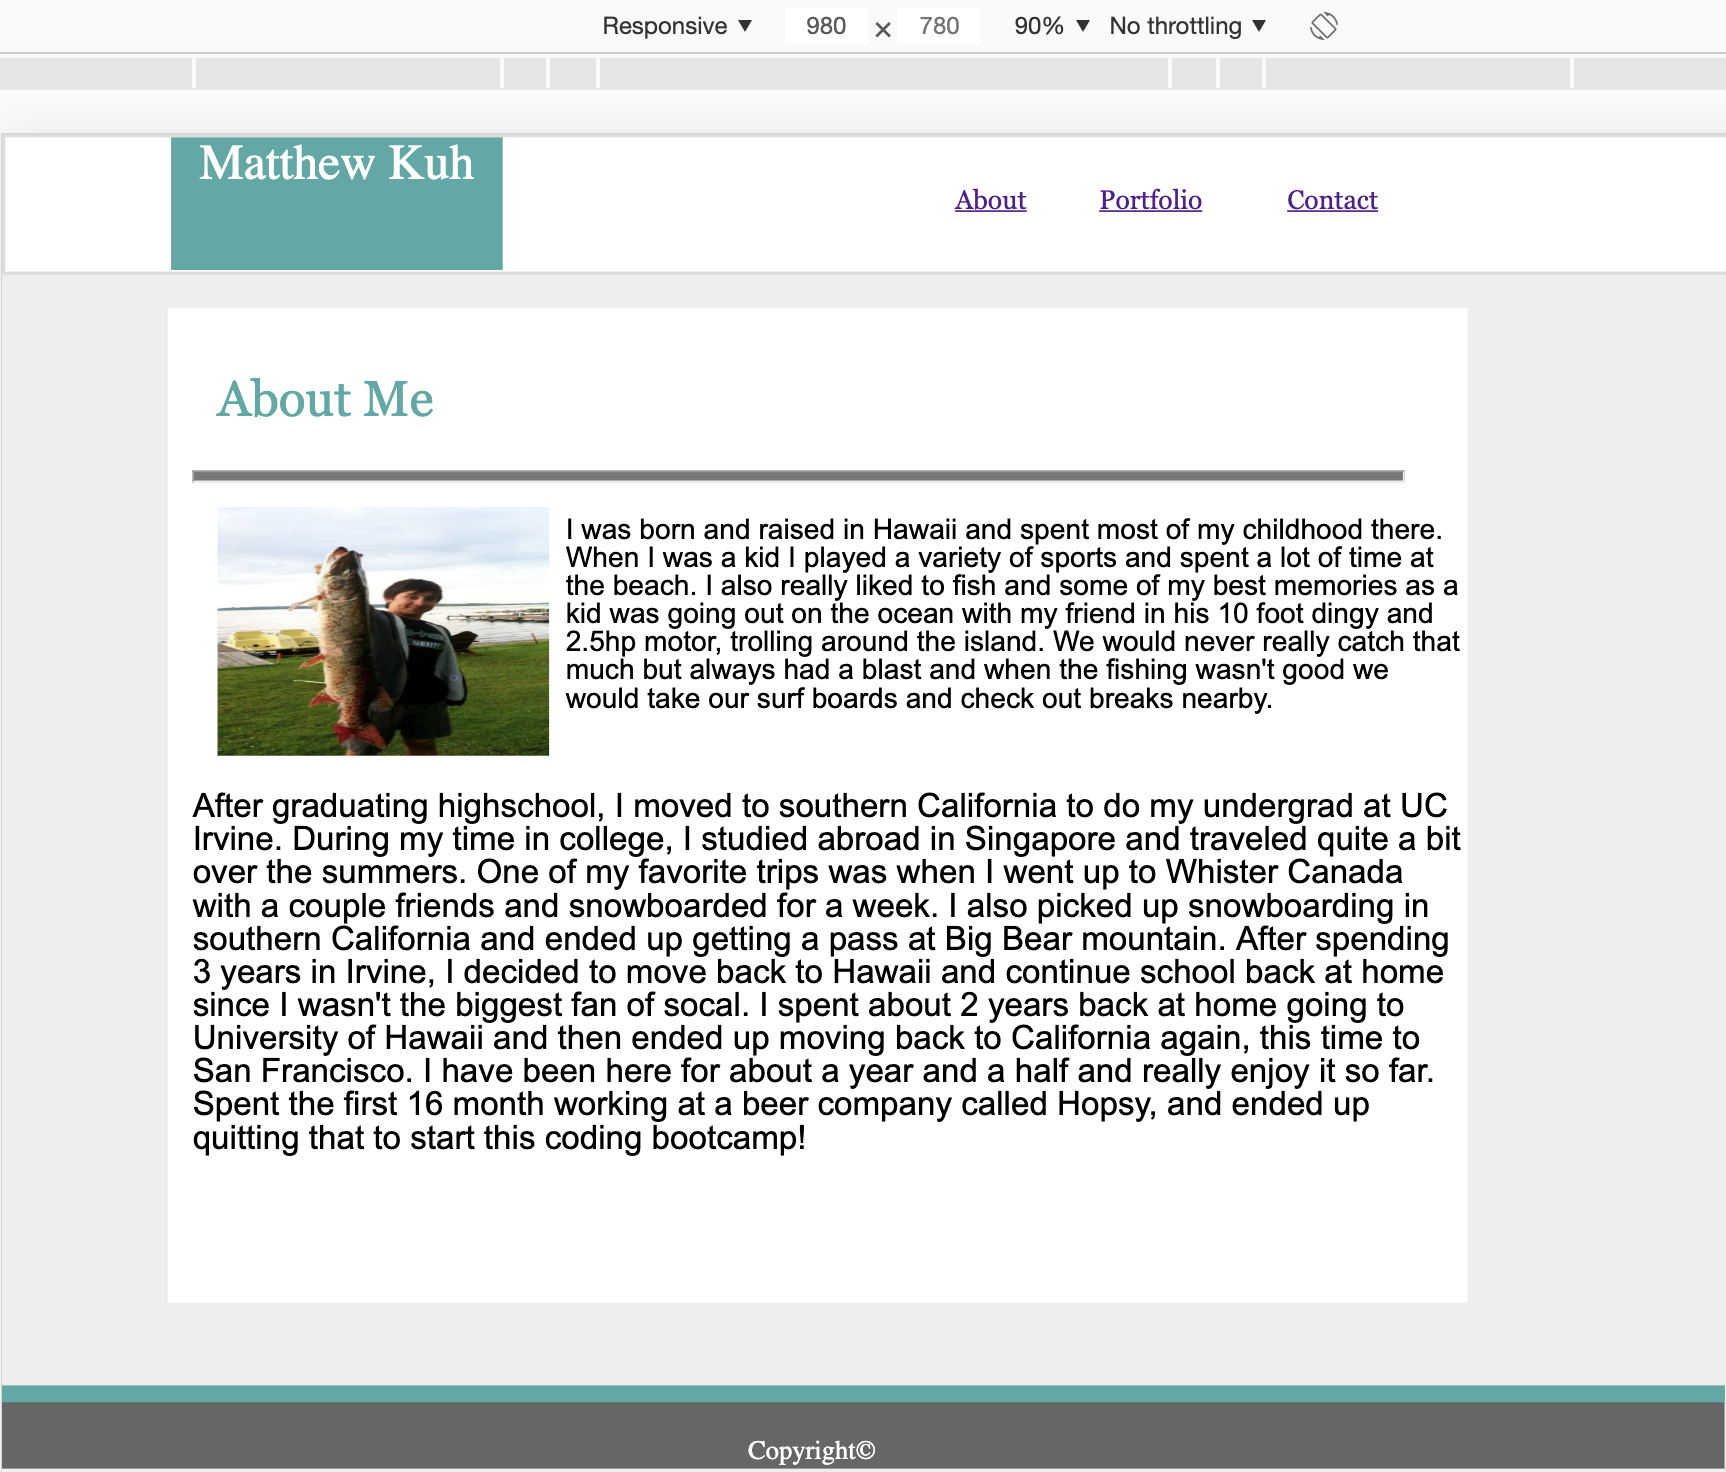 Responsive ▼ 980 × 780 90% ▼ No throttling ▼
Matthew Kuh
About Portfolio Contact
About Me
I was born and raised in Hawaii and spent most of my childhood there.
When I was a kid I played a variety of sports and spent a lot of time at
the beach. I also really liked to fish and some of my best memories as a
kid was going out on the ocean with my friend in his 10 foot dingy and
2.5hp motor, trolling around the island. We would never really catch that
much but always had a blast and when the fishing wasn't good we
would take our surf boards and check out breaks nearby.
After graduating highschool, I moved to southern California to do my undergrad at UC
Irvine. During my time in college, I studied abroad in Singapore and traveled quite a bit
over the summers. One of my favorite trips was when I went up to Whister Canada
with a couple friends and snowboarded for a week. I also picked up snowboarding in
southern California and ended up getting a pass at Big Bear mountain. After spending
3 years in Irvine, I decided to move back to Hawaii and continue school back at home
since I wasn't the biggest fan of socal. I spent about 2 years back at home going to
University of Hawaii and then ended up moving back to California again, this time to
San Francisco. I have been here for about a year and a half and really enjoy it so far.
Spent the first 16 month working at a beer company called Hopsy, and ended up
quitting that to start this coding bootcamp!
Copyright©